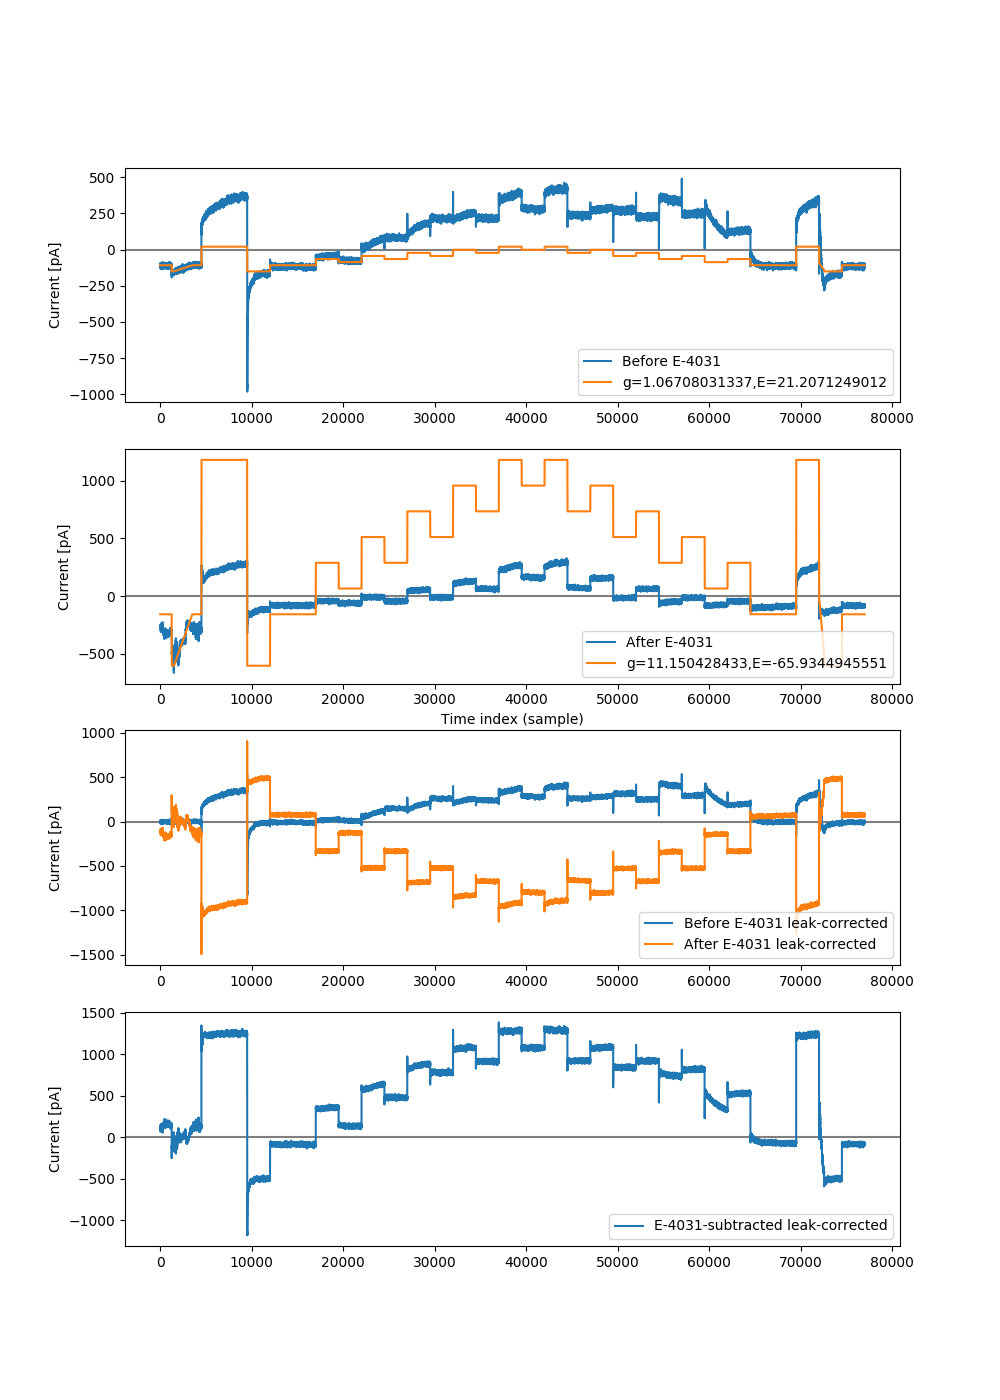 500
250
0
−250
−500
−750
−1000
Current [pA]
Before E-4031
g=1.06708031337,E=21.2071249012
0 10000 20000 30000 40000 50000 60000 70000 80000
1000
500
0
−500
Current [pA]
After E-4031
g=11.150428433,E=-65.9344945551
0 10000 20000 30000 40000 50000 60000 70000 80000
Time index (sample)
1000
500
0
−500
−1000
−1500
Current [pA]
Before E-4031 leak-corrected
After E-4031 leak-corrected
0 10000 20000 30000 40000 50000 60000 70000 80000
1500
1000
500
0
−500
−1000
Current [pA]
E-4031-subtracted leak-corrected
0 10000 20000 30000 40000 50000 60000 70000 80000